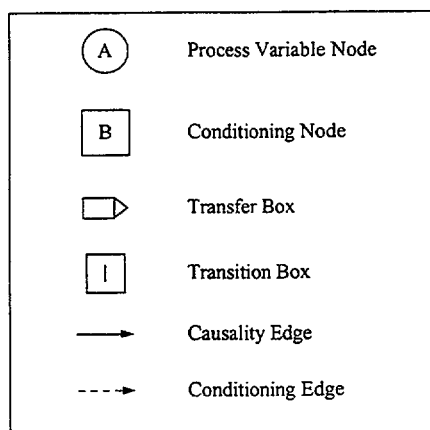 A Process Variable Node
B Conditioning Node
Transfer Box
I Transition Box
Causality Edge
Conditioning Edge